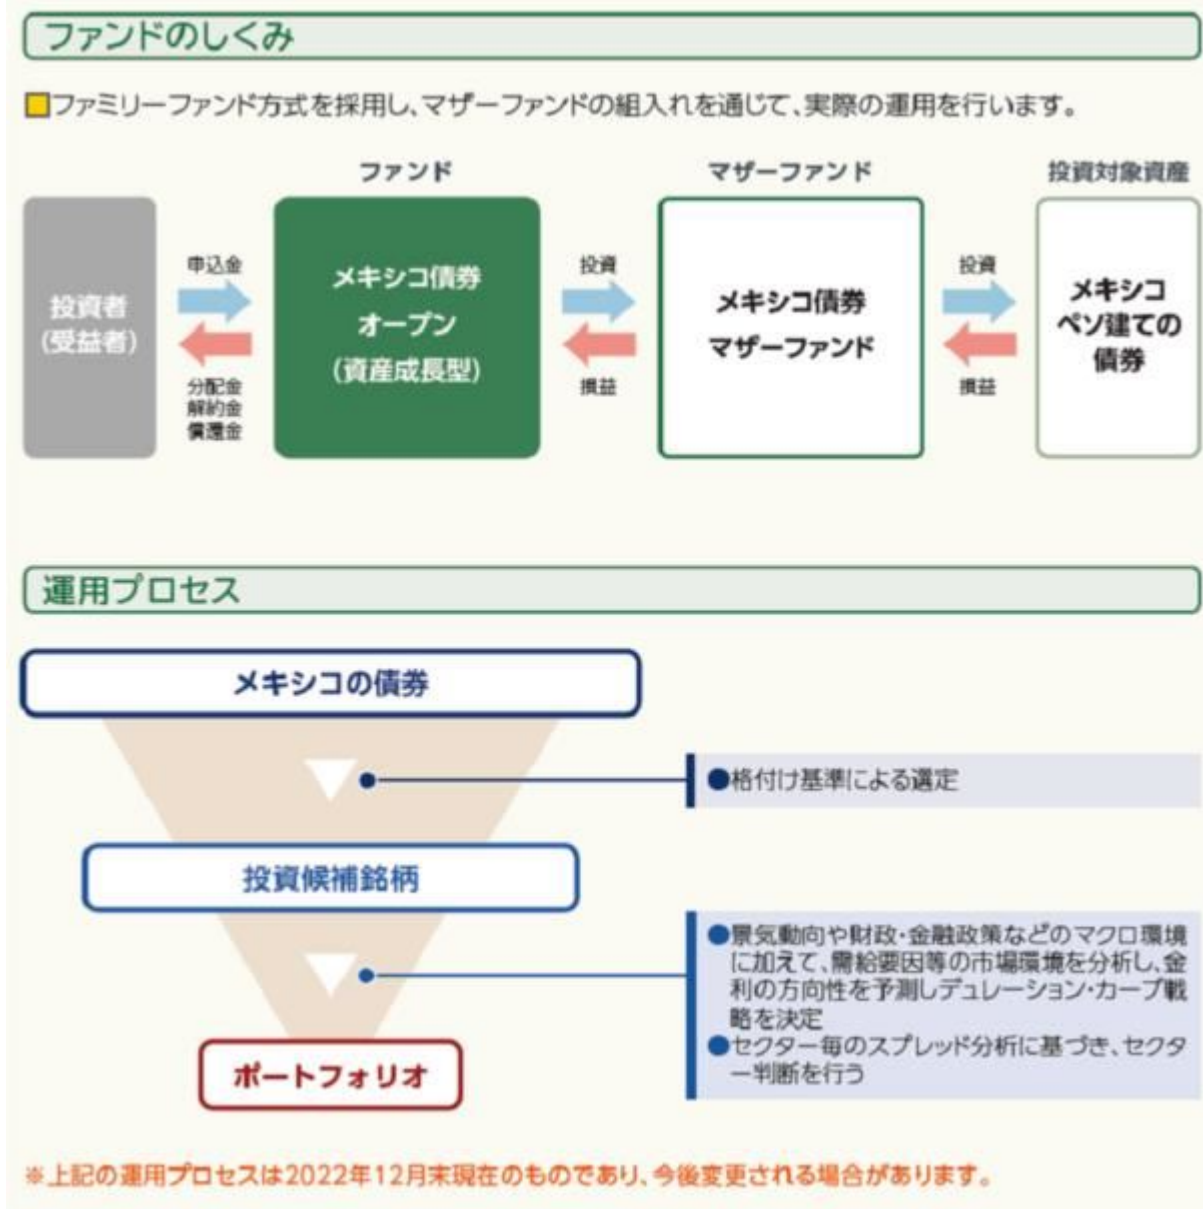 ファンドのしくみ
ファミリーファンド方式を採用し、マザーファンドの組入れを通じて、実際の運用を行います。
ファンド
マザーファンド
投資対象資産
投資者
(受益者)
申込金
分配金
解約金
償還金
メキシコ債券
オープン
(資産成長型)
投資
損益
メキシコ債券
マザーファンド
投資
損益
メキシコ
ペソ建ての
債券
運用プロセス
メキシコの債券
●格付け基準による選定
投資候補銘柄
●景気動向や財政・金融政策などのマクロ環境
に加えて、需給要因等の市場環境を分析し、金
利の方向性を予測しデュレーション・カーブ戦
略を決定
●セクター毎のスプレッド分析に基づき、セクタ
ー判断を行う
ポートフォリオ
※上記の運用プロセスは2022年12月末現在のものであり、今後変更される場合があります。